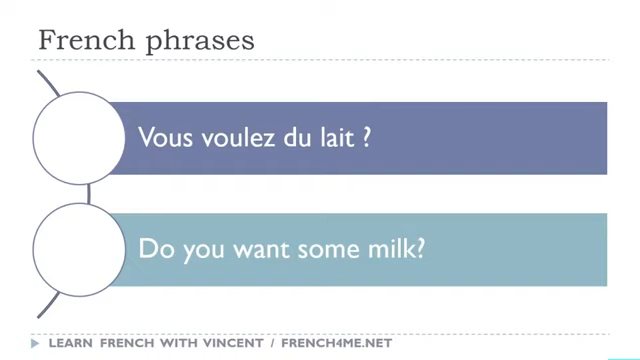 French phrases
Vous voulez du lait ?
Do you want some milk?
LEARN FRENCH WITH VINCENT / FRENCH4ME.NET